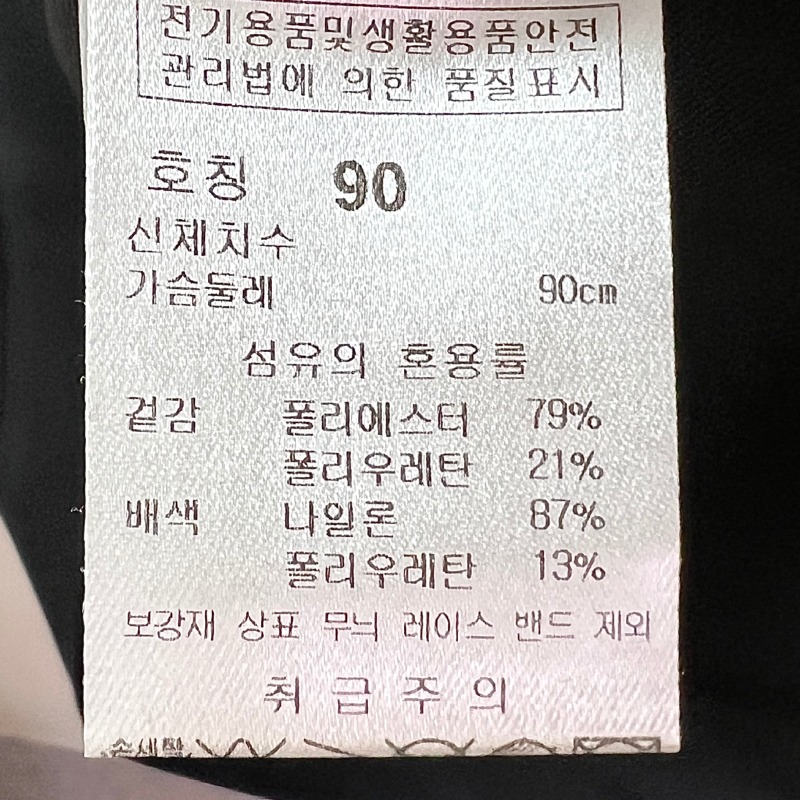 전기용품및생활용품안전
관리법에 의한 품질표시
호칭 90
신체치수
가슴둘레 90cm
섬유의 혼용률
겉감 폴리에스터 79%
폴리우레탄 21%
배색 나일론 87%
폴리우레탄 13%
보강재 상표 무늬 레이스 밴드 제외
취급주의